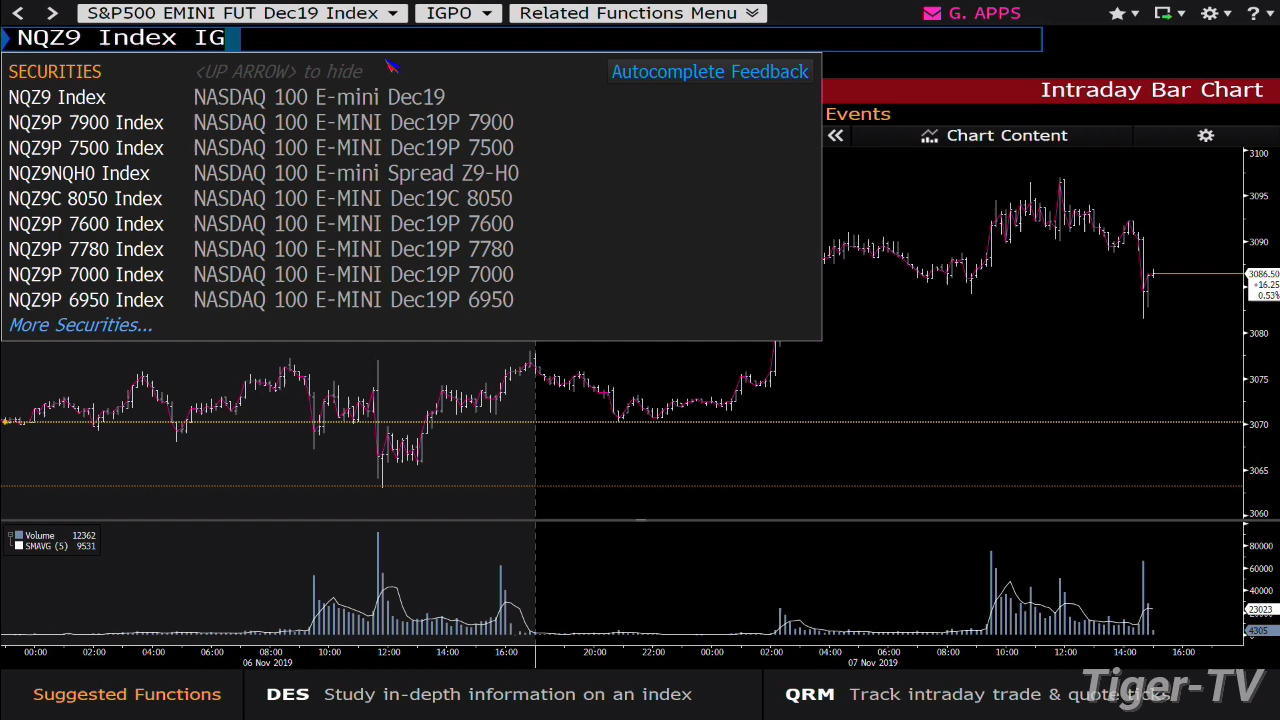 S&P500 EMINI FUT Dec19 Index
IGPO
Related Functions Menu
G. APPS
?
NQZ9 Index IG
SECURITIES <UP ARROW> to hide Autocomplete Feedback
NQZ9 Index NASDAQ 100 E-mini Dec19
NQZ9P 7900 Index NASDAQ 100 E-MINI Dec19P 7900
NQZ9P 7500 Index NASDAQ 100 E-MINI Dec19P 7500
NQZ9NQH0 Index NASDAQ 100 E-mini Spread Z9-H0
NQZ9C 8050 Index NASDAQ 100 E-MINI Dec19C 8050
NQZ9P 7600 Index NASDAQ 100 E-MINI Dec19P 7600
NQZ9P 7780 Index NASDAQ 100 E-MINI Dec19P 7780
NQZ9P 7000 Index NASDAQ 100 E-MINI Dec19P 7000
NQZ9P 6950 Index NASDAQ 100 E-MINI Dec19P 6950
More Securities...
Intraday Bar Chart
Events
Chart Content
3100
3095
3090
3086.50
+16.25
0.53%
3080
3075
3070
3065
3060
Volume 12362
SMAVG (5) 9531
80000
60000
40000
23023
4305
00:00 02:00 04:00 06:00 08:00 10:00 12:00 14:00 16:00 20:00 22:00 00:00 02:00 04:00 06:00 08:00 10:00 12:00 14:00 16:00
06 Nov 2019 07 Nov 2019
Suggested Functions DES Study in-depth information on an index QRM Track intraday trade & quote ticks
Tiger-TV